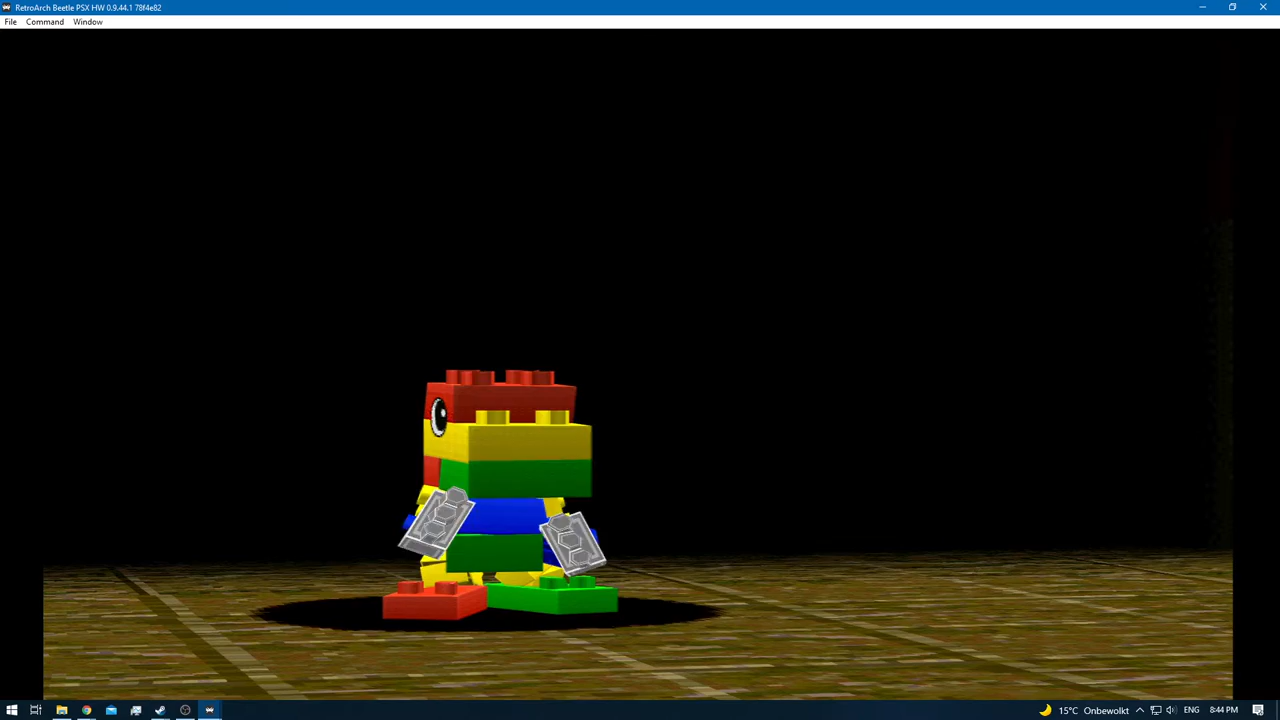 RetroArch Beetle PSX HW 0.9.44.1 78f4e82
File Command Window
15°C Onbewolkt ENG 8:44 PM